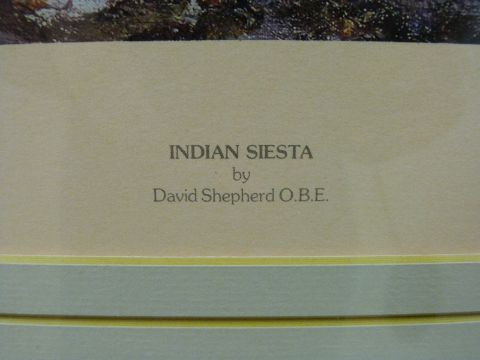 INDIAN SIESTA
by
David Shepherd O.B.E.